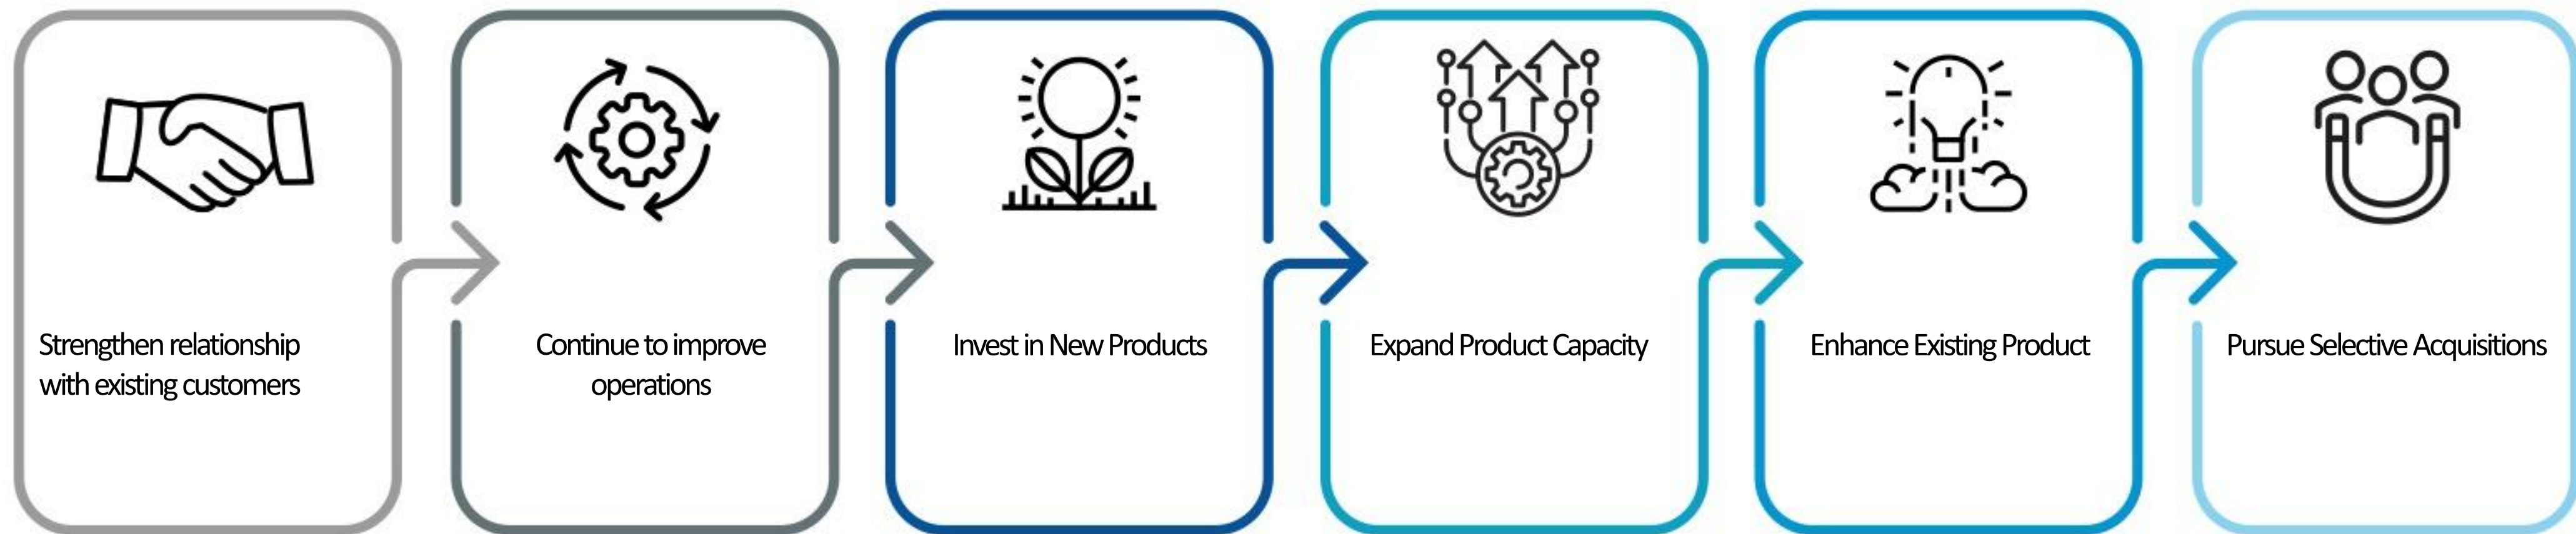 Strengthen relationship
with existing customers
Continue to improve
operations
Invest in New Products
Expand Product Capacity
Enhance Existing Product
Pursue Selective Acquisitions